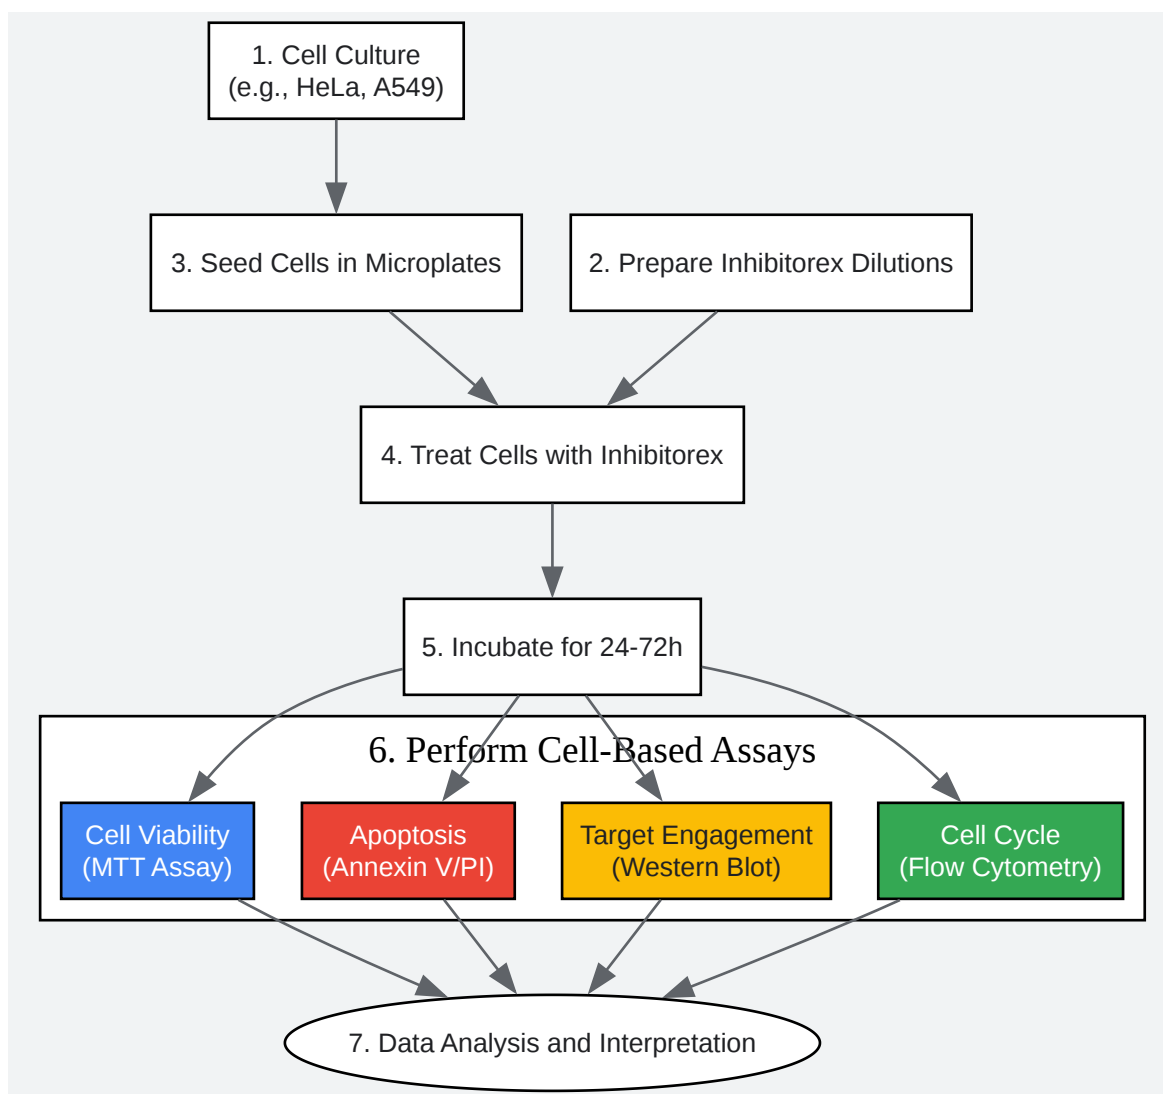 1. Cell Culture
(e.g., HeLa, A549)
3. Seed Cells in Microplates
2. Prepare Inhibitorex Dilutions
4. Treat Cells with Inhibitorex
5. Incubate for 24-72h
6. Perform Cell-Based Assays
Cell Viability
(MTT Assay)
Apoptosis
(Annexin V/PI)
Target Engagement
(Western Blot)
Cell Cycle
(Flow Cytometry)
7. Data Analysis and Interpretation